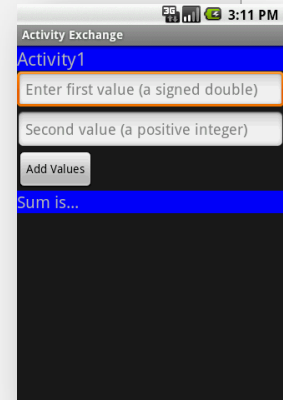 3G 3:11 PM
Activity Exchange
Activity1
Enter first value (a signed double)
Second value (a positive integer)
Add Values
Sum is...